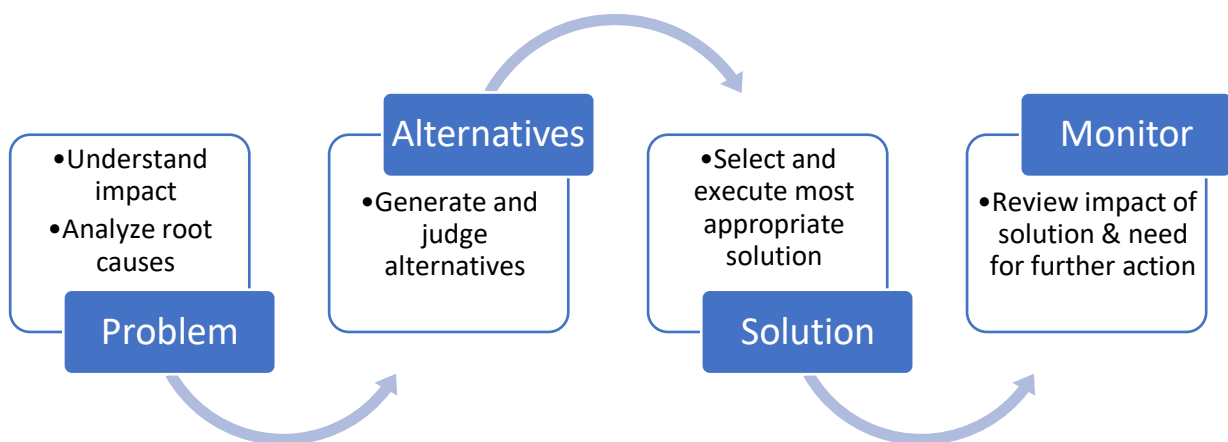 •Understand
impact
•Analyze root
causes
Problem
Alternatives
•Generate and
judge
alternatives
•Select and
execute most
appropriate
solution
Solution
Monitor
•Review impact of
solution & need
for further action